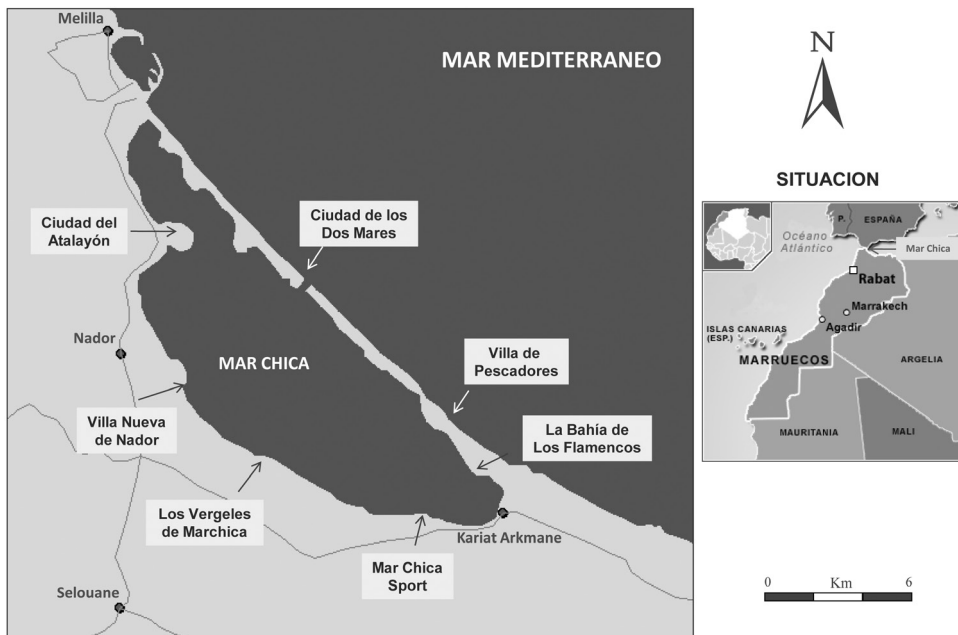 Melilla
MAR MEDITERRANEO
Ciudad del
Atalayón
Ciudad de los
Dos Mares
Nador
MAR CHICA
Villa de
Pescadores
Villa Nueva
de Nador
La Bahía de
Los Flamencos
Los Vergeles
de Marchica
Kariat Arkmane
Mar Chica
Sport
Selouane
N
SITUACION
P.
ESPAÑA
Océano
Atlántico
Mar Chica
Rabat
Marrakech
Agadir
ISLAS CANARIAS
(ESP.)
MARRUECOS
ARGELIA
MAURITANIA
MALI
0 Km 6